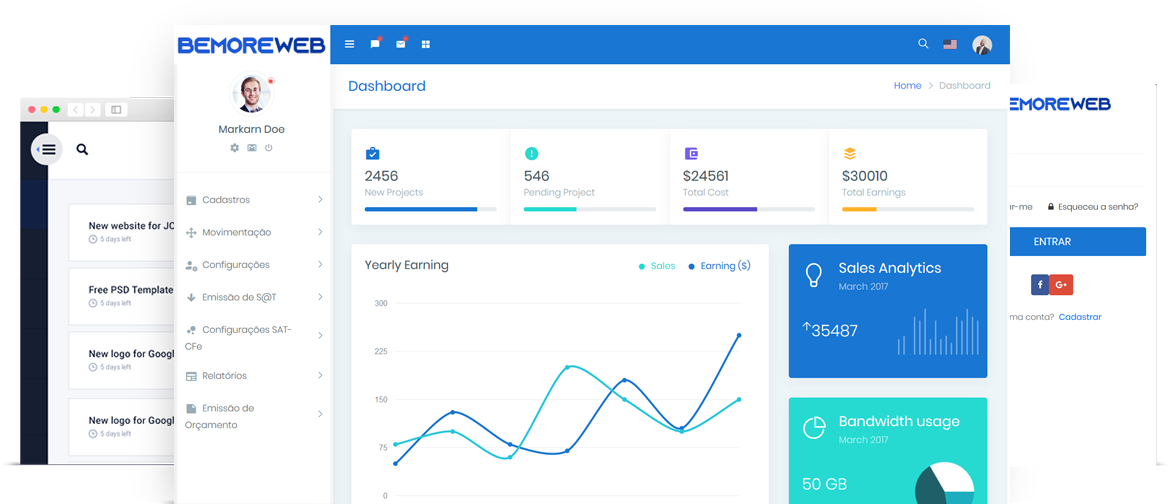 BEMOREWEB
Markarn Doe
Cadastros
Movimentação
Configurações
Emissão de S@T
Configurações SAT-
CFe
Relatórios
Emissão de
Orçamento
Dashboard
Home
Dashboard
2456
New Projects
546
Pending Project
$24561
Total Cost
$30010
Total Earnings
Yearly Earning
Sales
Earning ($)
300
225
150
75
0
Sales Analytics
March 2017
35487
Bandwidth usage
March 2017
50 GB
New website for JO
5 days left
Free PSD Template
5 days left
New logo for Googl
5 days left
New logo for Googl
5 days left
EMOREWEB
ar-me
Esqueceu a senha?
ENTRAR
f
G+
ma conta? Cadastrar